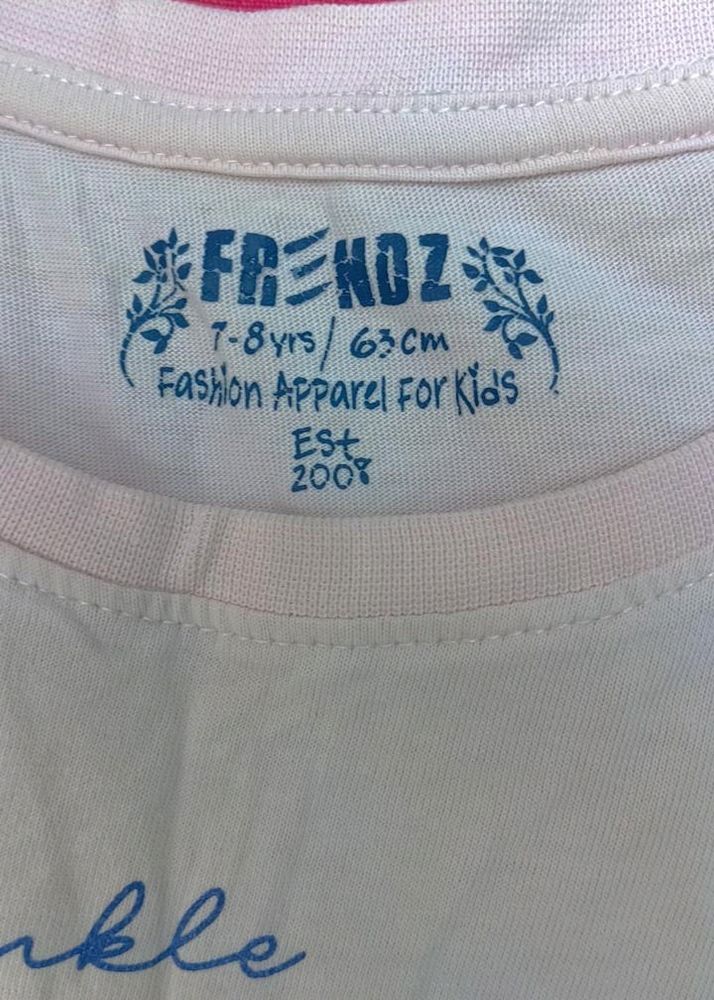 FRENDZ
7-8yrs/63cm
Fashion Apparel For Kids
Est
2008